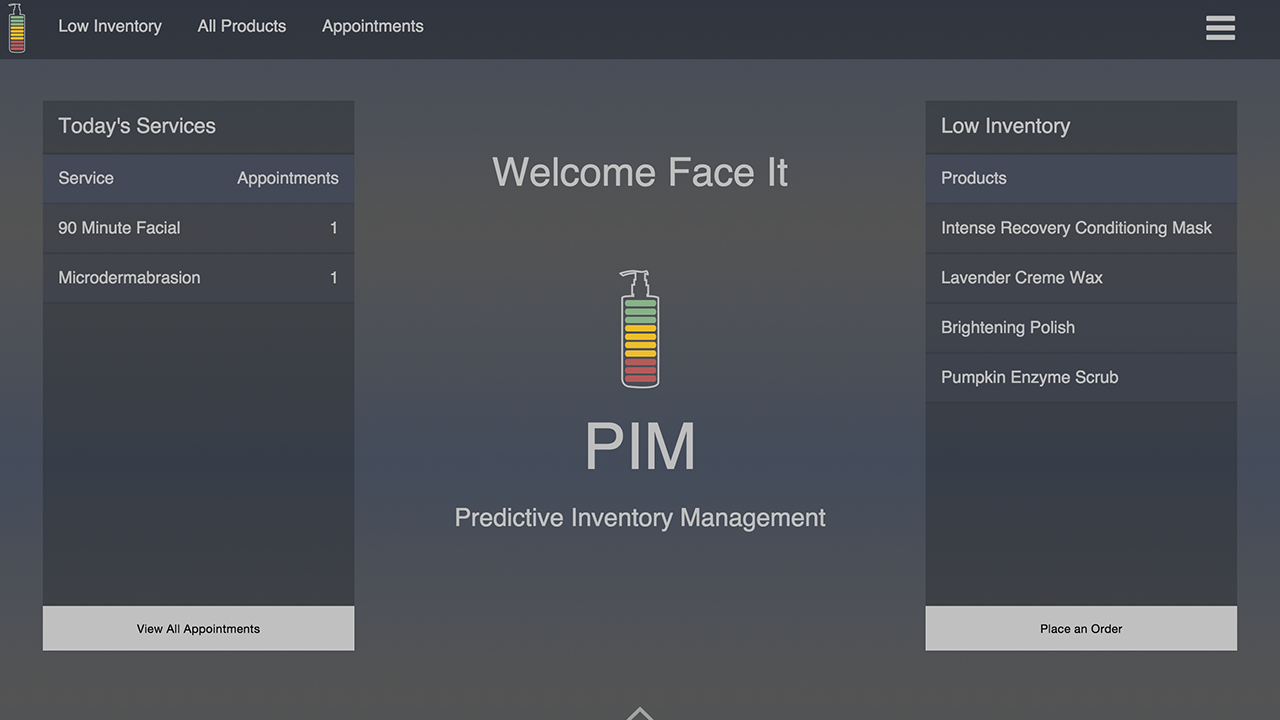 Low Inventory All Products Appointments
Today's Services
Service Appointments
90 Minute Facial 1
Microdermabrasion 1
View All Appointments
Welcome Face It
PIM
Predictive Inventory Management
Low Inventory
Products
Intense Recovery Conditioning Mask
Lavender Creme Wax
Brightening Polish
Pumpkin Enzyme Scrub
Place an Order